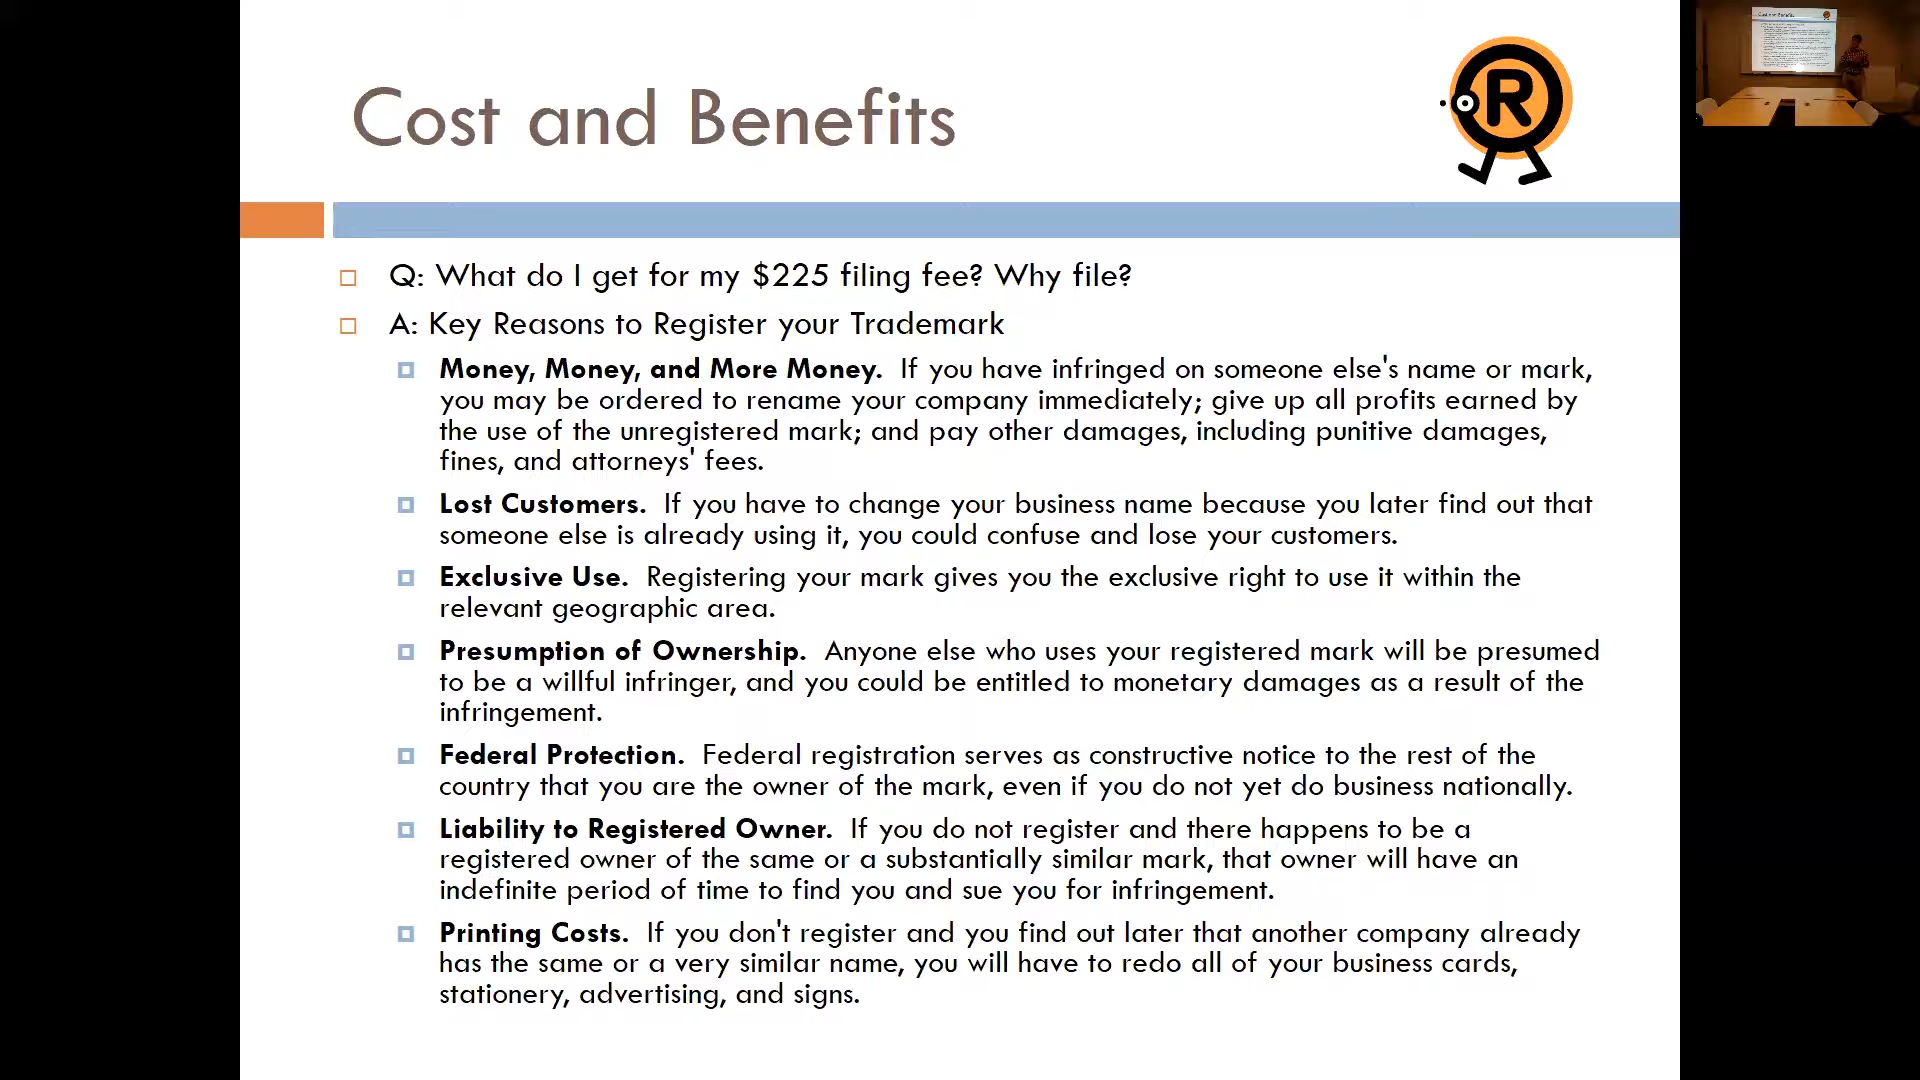 Cost and Benefits
R
Q: What do I get for my $225 filing fee? Why file?
A: Key Reasons to Register your Trademark
Money, Money, and More Money. If you have infringed on someone else's name or mark,
you may be ordered to rename your company immediately; give up all profits earned by
the use of the unregistered mark; and pay other damages, including punitive damages,
fines, and attorneys' fees.
Lost Customers. If you have to change your business name because you later find out that
someone else is already using it, you could confuse and lose your customers.
Exclusive Use. Registering your mark gives you the exclusive right to use it within the
relevant geographic area.
Presumption of Ownership. Anyone else who uses your registered mark will be presumed
to be a willful infringer, and you could be entitled to monetary damages as a result of the
infringement.
Federal Protection. Federal registration serves as constructive notice to the rest of the
country that you are the owner of the mark, even if you do not yet do business nationally.
Liability to Registered Owner. If you do not register and there happens to be a
registered owner of the same or a substantially similar mark, that owner will have an
indefinite period of time to find you and sue you for infringement.
Printing Costs. If you don't register and you find out later that another company already
has the same or a very similar name, you will have to redo all of your business cards,
stationery, advertising, and signs.
Cost and Benefits